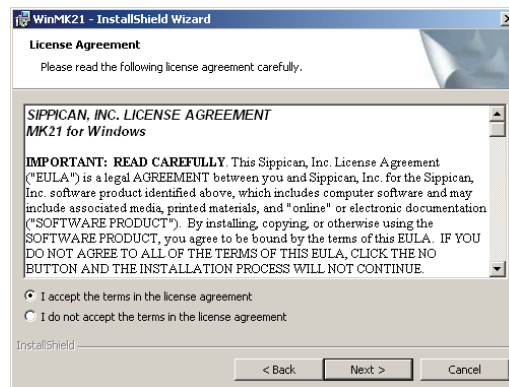 WinMK21 - InstallShield Wizard
License Agreement
Please read the following license agreement carefully.
SIPPICAN, INC. LICENSE AGREEMENT
MK21 for Windows
IMPORTANT: READ CAREFULLY. This Sippican, Inc. License Agreement
("EULA") is a legal AGREEMENT between you and Sippican, Inc. for the Sippican,
Inc. software product identified above, which includes computer software and may
include associated media, printed materials, and "online" or electronic documentation
("SOFTWARE PRODUCT"). By installing, copying, or otherwise using the
SOFTWARE PRODUCT, you agree to be bound by the terms of this EULA. IF YOU
DO NOT AGREE TO ALL OF THE TERMS OF THIS EULA, CLICK THE NO
BUTTON AND THE INSTALLATION PROCESS WILL NOT CONTINUE.
I accept the terms in the license agreement
I do not accept the terms in the license agreement
InstallShield
< Back Next > Cancel